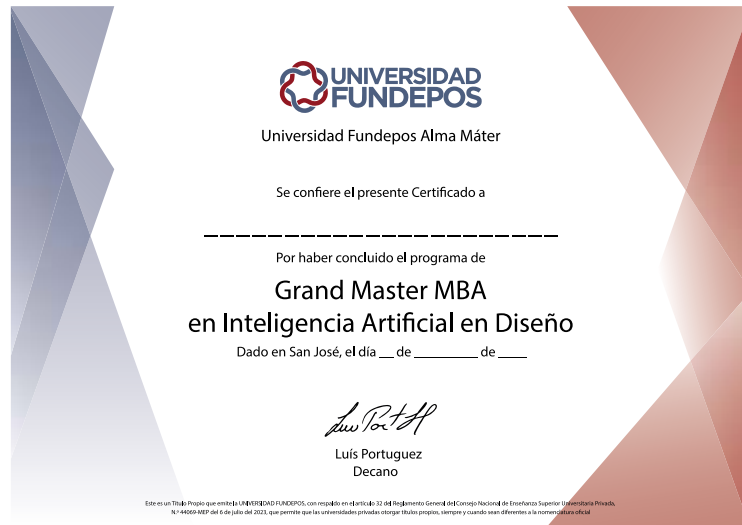 UNIVERSIDAD
FUNDEPOS
Universidad Fundepos Alma Máter
Se confiere el presente Certificado a
Por haber concluido el programa de
Grand Master MBA
en Inteligencia Artificial en Diseño
Dado en San José, el día __ de ________ de ____
Luís Portuguez
Decano
Este es un Título Propio que emite la UNIVERSIDAD FUNDEPOS, con respaldo en el artículo 32 del Reglamento General del Consejo Nacional de Enseñanza Superior Universitaria Privada,
N.º 44069-MEP del 6 de julio del 2023, que permite que las universidades privadas otorgar títulos propios, siempre y cuando sean diferentes a la nomenclatura oficial